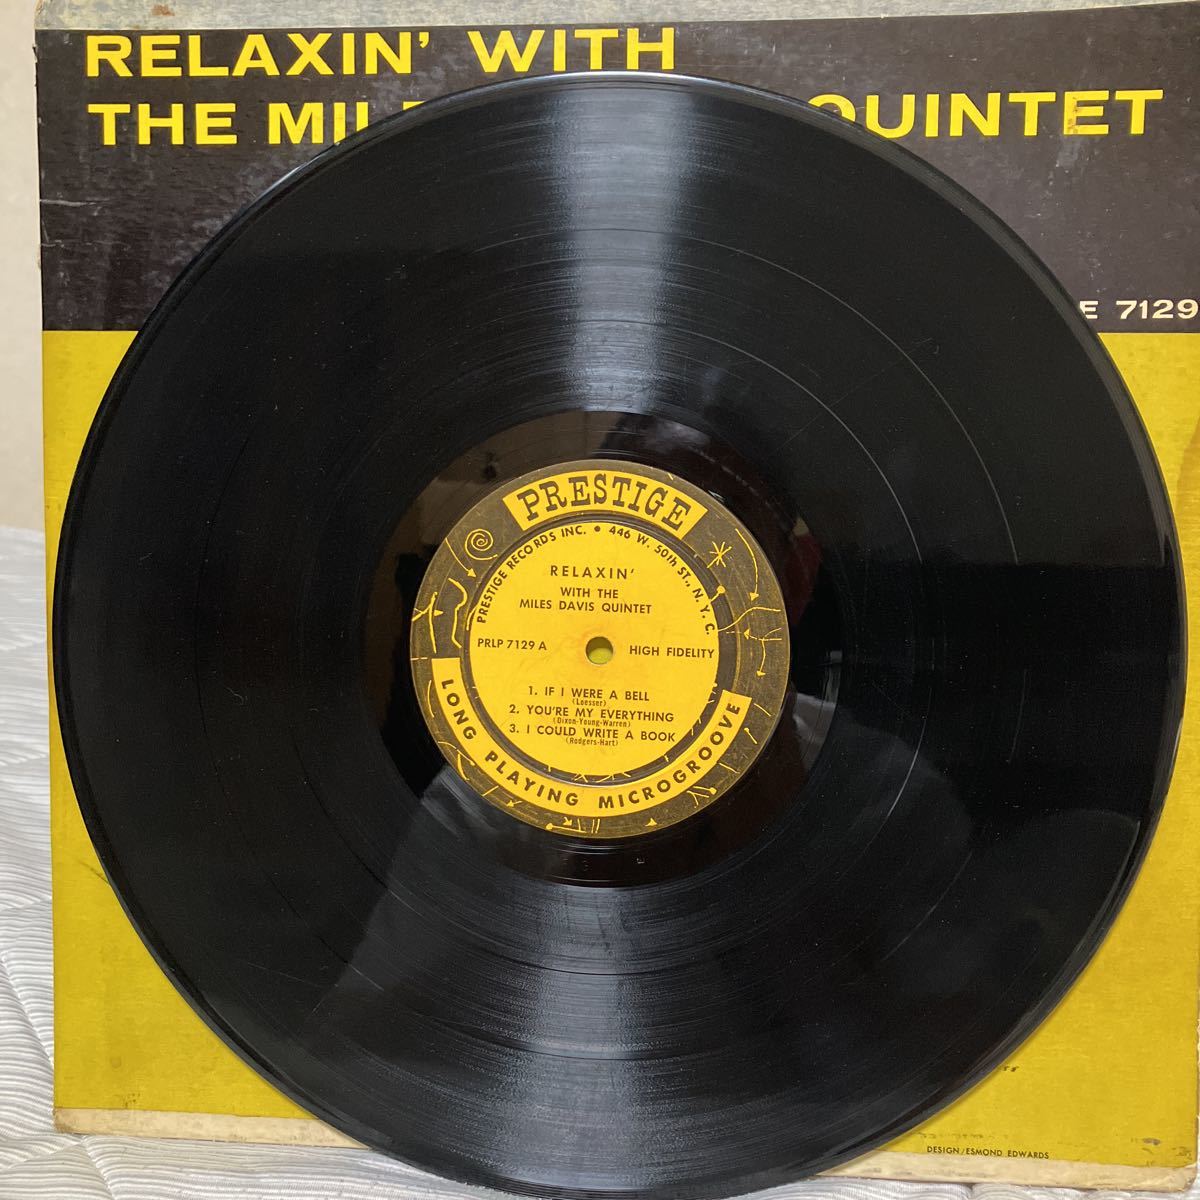 RELAXIN' WITH
THE QUINTET
7129
PRESTIGE
PRESTIGE RECORDS INC. • 446 W. 50th ST., N.Y.C.
RELAXIN'
WITH THE
MILES DAVIS QUINTET
PRLP 7129 A HIGH FIDELITY
1. IF I WERE A BELL
(Loesser)
2. YOU'RE MY EVERYTHING
(Dixon-Young-Warren)
3. I COULD WRITE A BOOK
(Rodgers-Hart)
LONG PLAYING MICROGROOVE
DESIGN/ESMOND EDWARDS